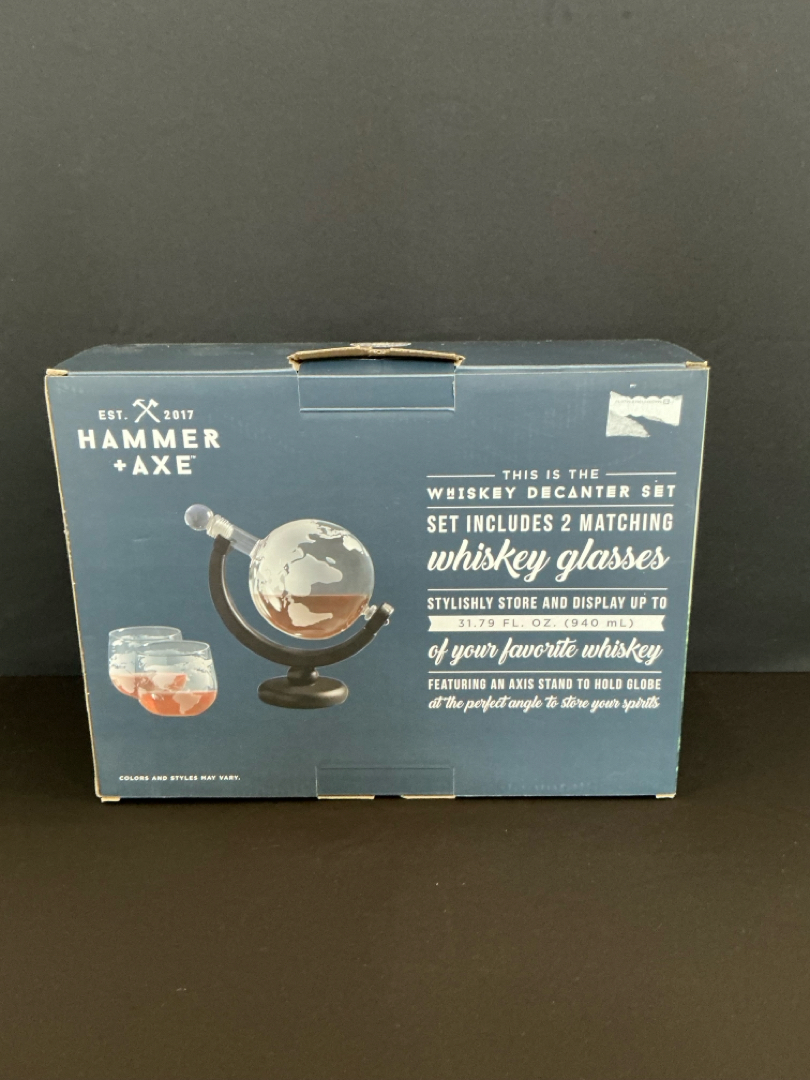 EST. 2017
HAMMER
+AXE™
THIS IS THE
WHISKEY DECANTER SET
SET INCLUDES 2 MATCHING
whiskey glasses
STYLISHLY STORE AND DISPLAY UP TO
31.79 FL. OZ. (940 mL)
of your favorite whiskey
FEATURING AN AXIS STAND TO HOLD GLOBE
at the perfect angle to store your spirits
COLORS AND STYLES MAY VARY.